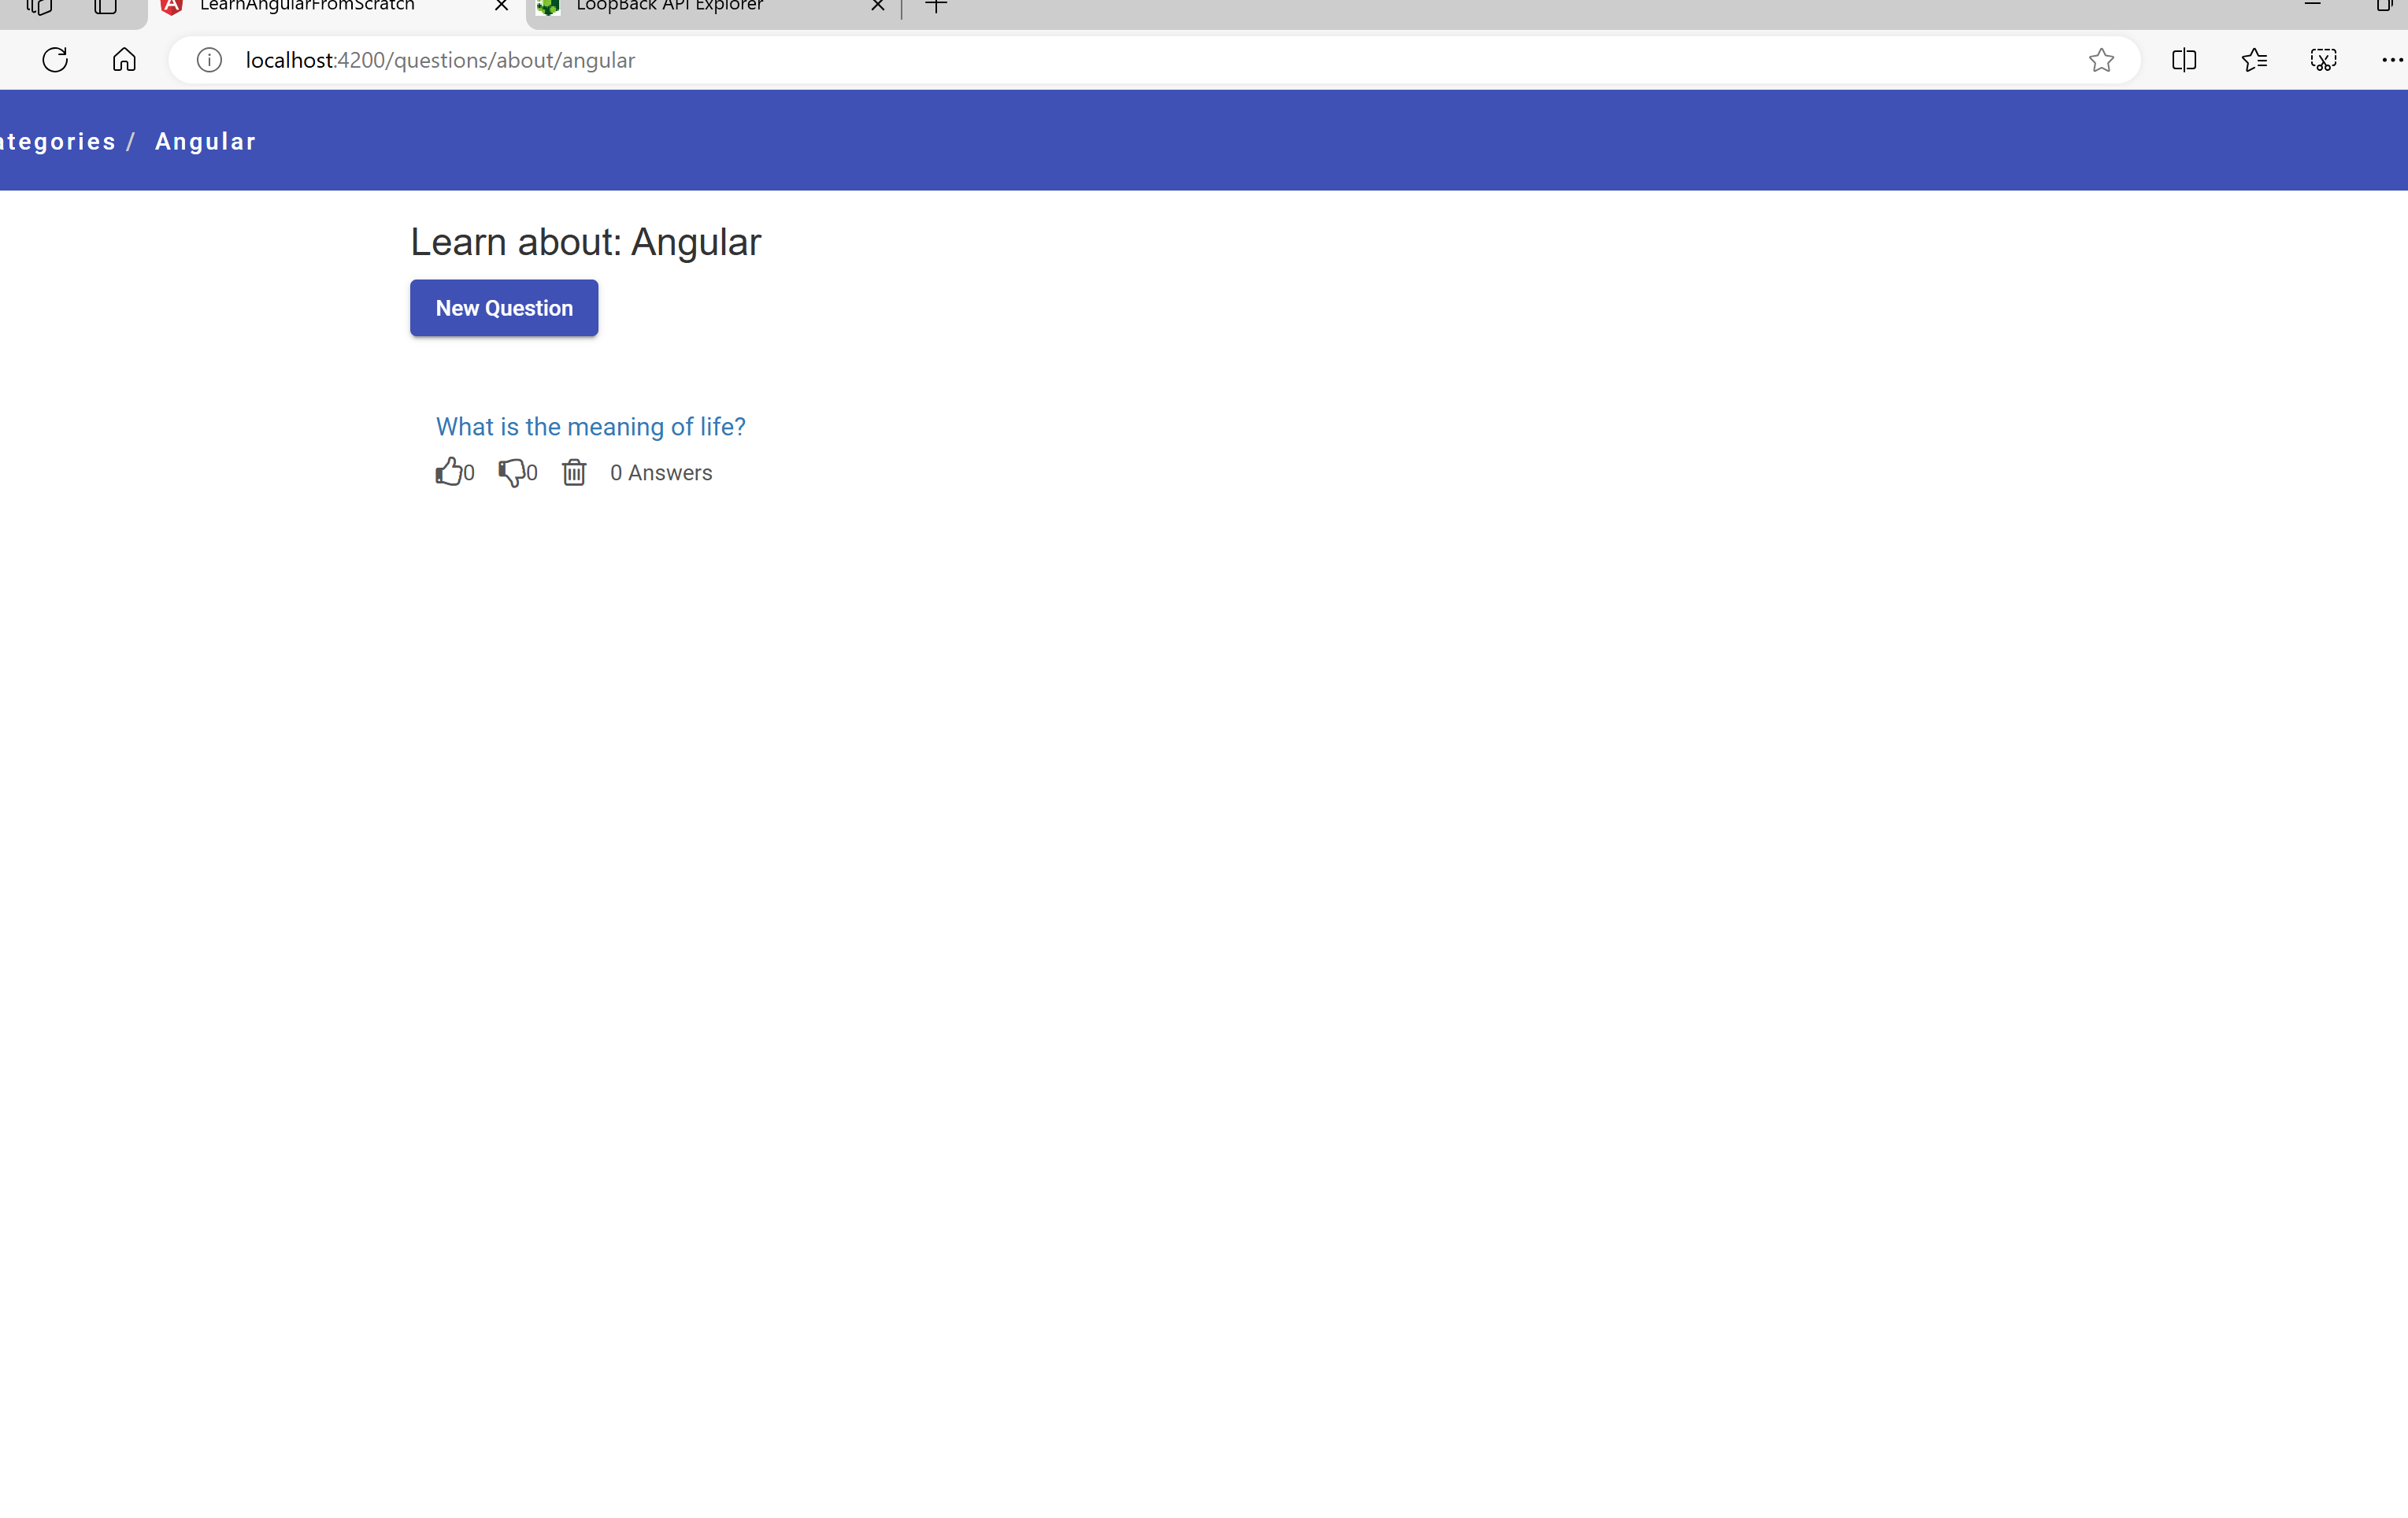 LearnAngularFromScratch
LoopBack API Explorer
localhost:4200/questions/about/angular
ategories / Angular
Learn about: Angular
New Question
What is the meaning of life?
0 0 0 Answers